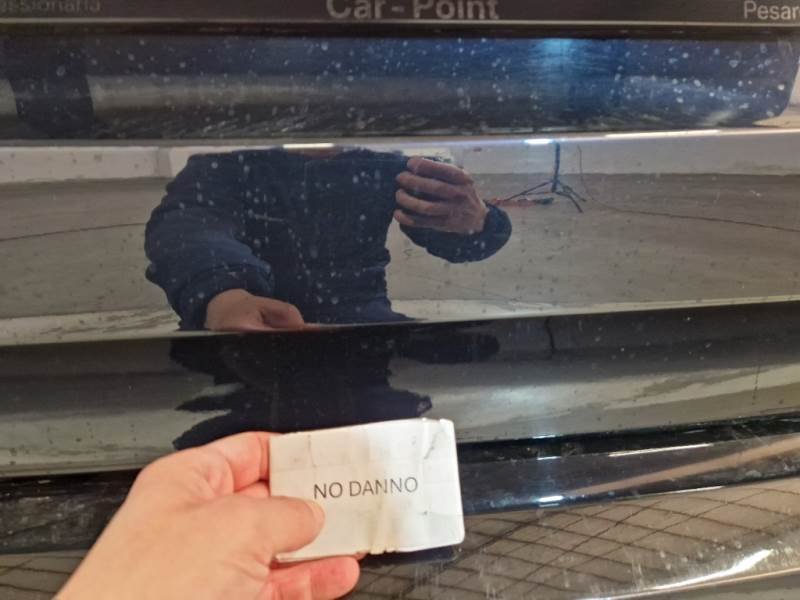 Car-Point
Pesar
NO DANNO